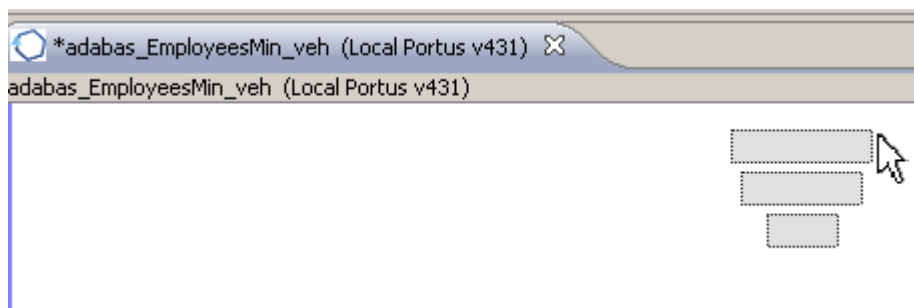 *adabas_EmployeesMin_veh (Local Portus v431)
adabas_EmployeesMin_veh (Local Portus v431)